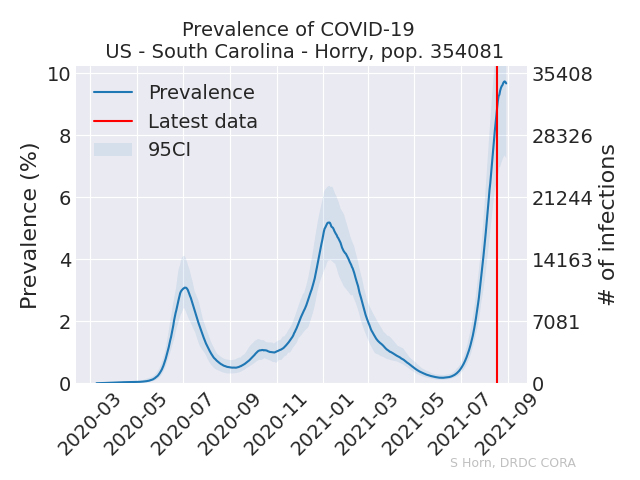 Prevalence of COVID-19
US - South Carolina - Horry, pop. 354081
10
8
6
4
2
0
Prevalence (%)
Prevalence
Latest data
95CI
35408
28326
21244
14163
7081
0
# of infections
2020-03
2020-05
2020-07
2020-09
2020-11
2021-01
2021-03
2021-05
2021-07
2021-09
S Horn, DRDC CORA